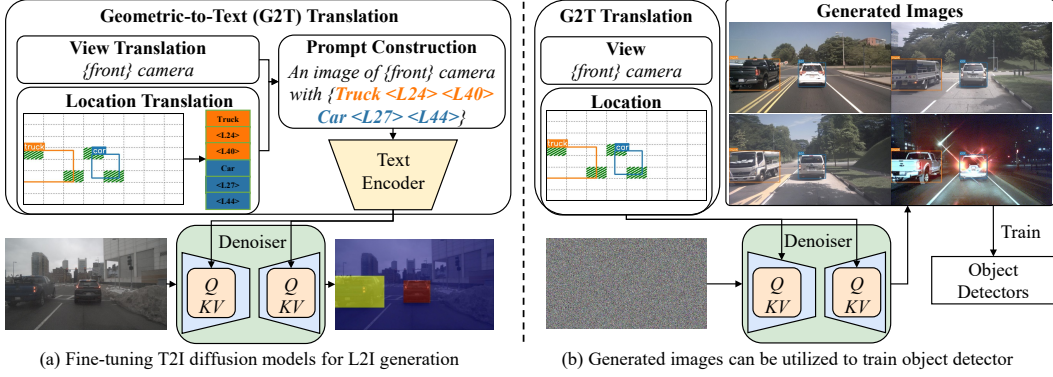 Geometric-to-Text (G2T) Translation
View Translation
{front} camera
Location Translation
truck
car
Truck
<L24>
<L40>
Car
<L27>
<L44>
Prompt Construction
An image of {front} camera
with {Truck <L24> <L40>
Car <L27> <L44>}
Text
Encoder
Denoiser
Q
KV
Q
KV
(a) Fine-tuning T2I diffusion models for L2I generation
G2T Translation
View
{front} camera
Location
truck
car
Generated Images
Denoiser
Q
KV
Q
KV
Train
Object
Detectors
(b) Generated images can be utilized to train object detector